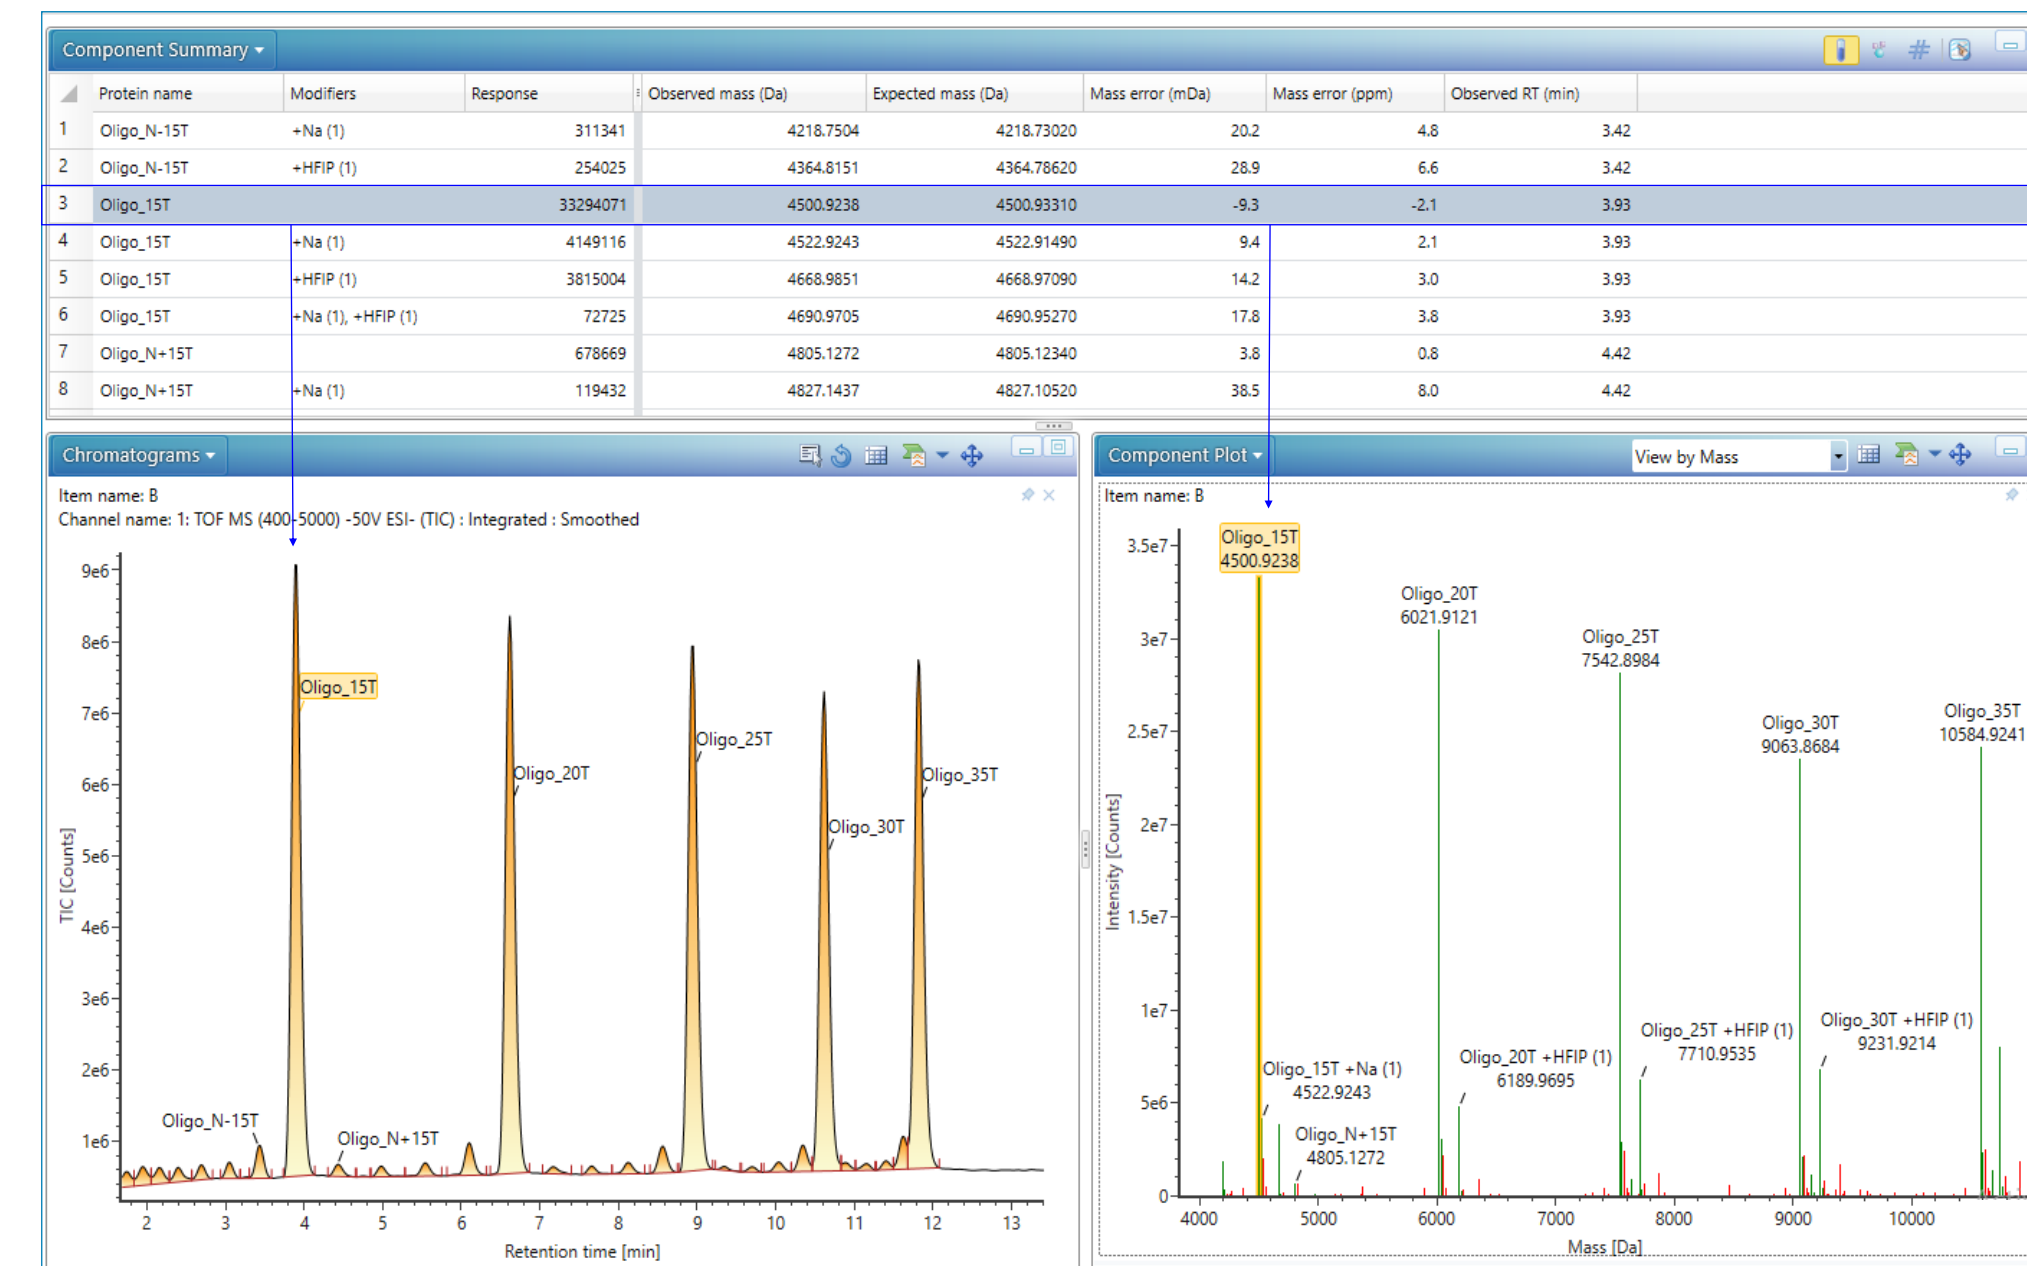 Component Summary
Protein name Modifiers Response Observed mass (Da) Expected mass (Da) Mass error (mDa) Mass error (ppm) Observed RT (min)
1 Oligo_N-15T +Na (1) 311341 4218.7504 4218.73020 20.2 4.8 3.42
2 Oligo_N-15T +HFIP (1) 254025 4364.8151 4364.78620 28.9 6.6 3.42
3 Oligo_15T 33294071 4500.9238 4500.93310 -9.3 -2.1 3.93
4 Oligo_15T +Na (1) 4149116 4522.9243 4522.91490 9.4 2.1 3.93
5 Oligo_15T +HFIP (1) 3815004 4668.9851 4668.97090 14.2 3.0 3.93
6 Oligo_15T +Na (1), +HFIP (1) 72725 4690.9705 4690.95270 17.8 3.8 3.93
7 Oligo_N+15T 678669 4805.1272 4805.12340 3.8 0.8 4.42
8 Oligo_N+15T +Na (1) 119432 4827.1437 4827.10520 38.5 8.0 4.42
Chromatograms
Item name: B
Channel name: 1: TOF MS (400-5000) -50V ESI- (TIC) : Integrated : Smoothed
9e6
8e6
7e6
6e6
5e6
4e6
3e6
2e6
1e6
TIC [Counts]
Oligo_15T
Oligo_20T
Oligo_25T
Oligo_30T
Oligo_35T
Oligo_N-15T
Oligo_N+15T
2 3 4 5 6 7 8 9 10 11 12 13
Retention time [min]
Component Plot
View by Mass
Item name: B
3.5e7
3e7
2.5e7
2e7
1.5e7
1e7
5e6
0
Intensity [Counts]
Oligo_15T
4500.9238
Oligo_20T
6021.9121
Oligo_25T
7542.8984
Oligo_30T
9063.8684
Oligo_35T
10584.9241
Oligo_15T +Na (1)
4522.9243
Oligo_N+15T
4805.1272
Oligo_20T +HFIP (1)
6189.9695
Oligo_25T +HFIP (1)
7710.9535
Oligo_30T +HFIP (1)
9231.9214
4000 5000 6000 7000 8000 9000 10000
Mass [Da]